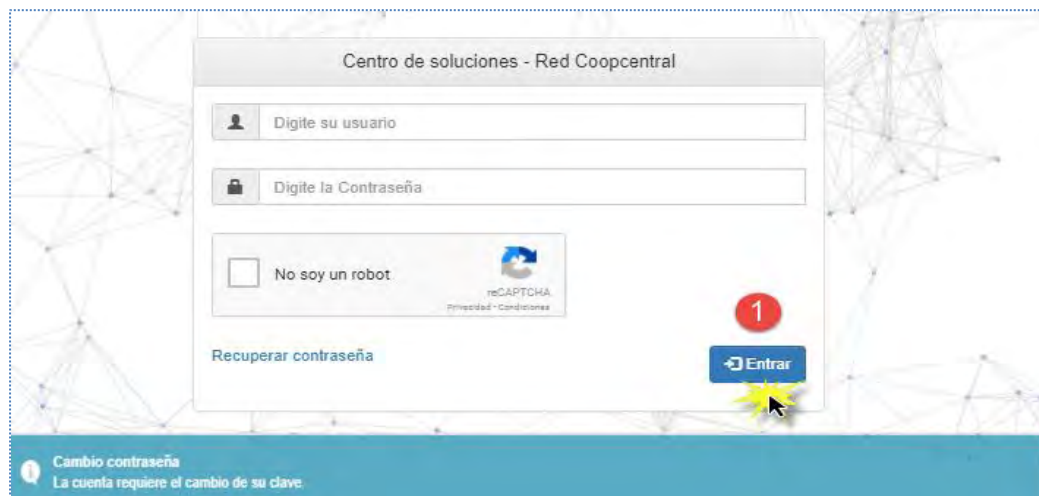 Centro de soluciones - Red Coopcentral
Digite su usuario
Digite la Contraseña
No soy un robot
reCAPTCHA
Privacidad - Condiciones
1
Recuperar contraseña
Entrar
Cambio contraseña
La cuenta requiere el cambio de su clave